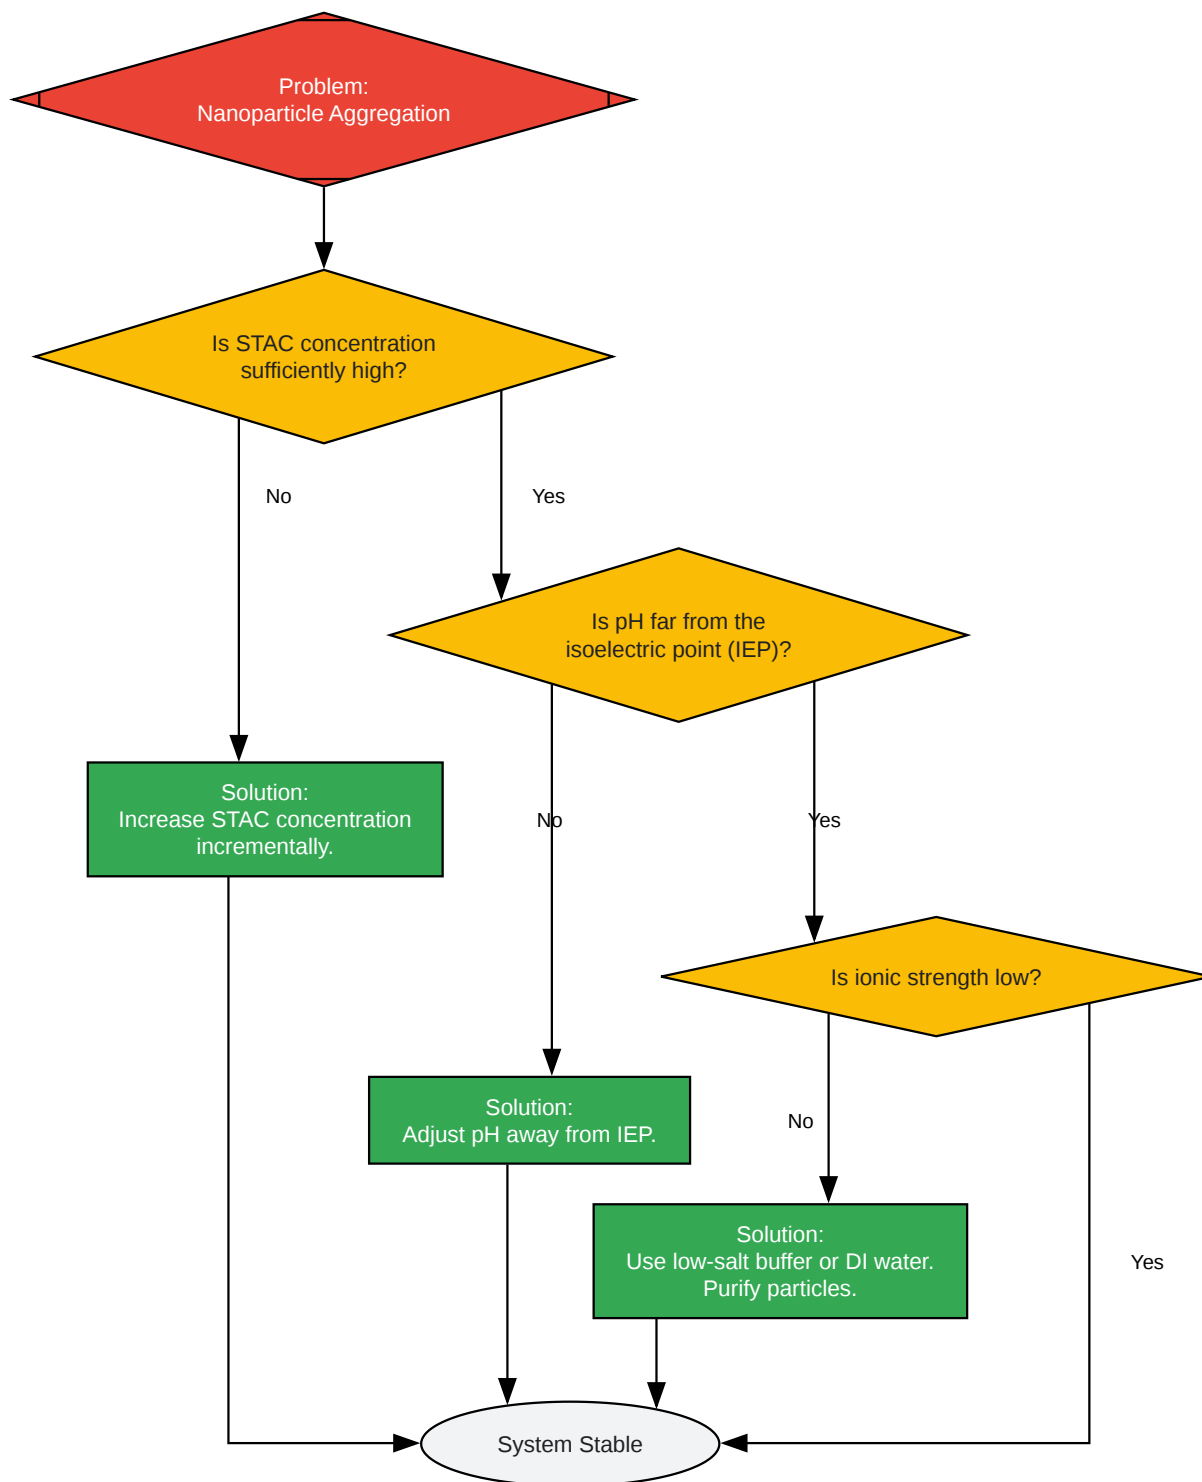 Problem:
Nanoparticle Aggregation
Is STAC concentration
sufficiently high?
No
Yes
Is pH far from the
isoelectric point (IEP)?
Solution:
Increase STAC concentration
incrementally.
No
Yes
Is ionic strength low?
Solution:
Adjust pH away from IEP.
No
Solution:
Use low-salt buffer or DI water.
Purify particles.
Yes
System Stable